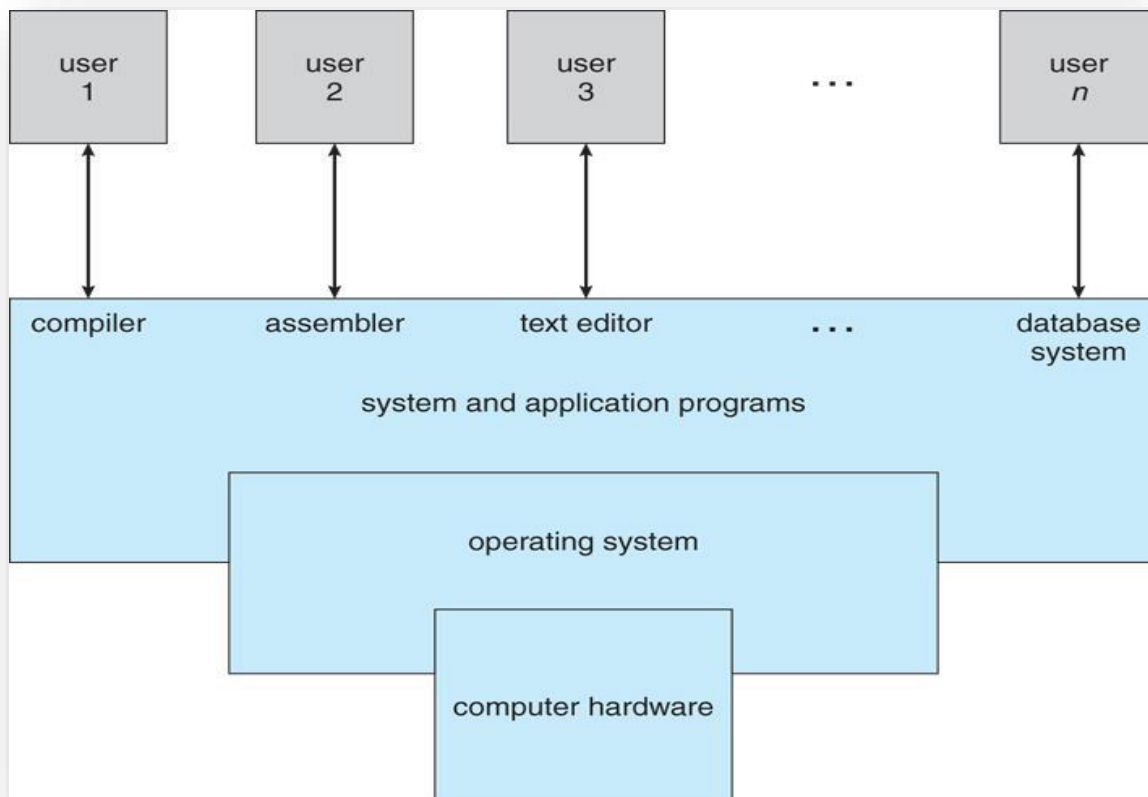 user
1
user
2
user
3
...
user
n
compiler
assembler
text editor
...
database
system
system and application programs
operating system
computer hardware